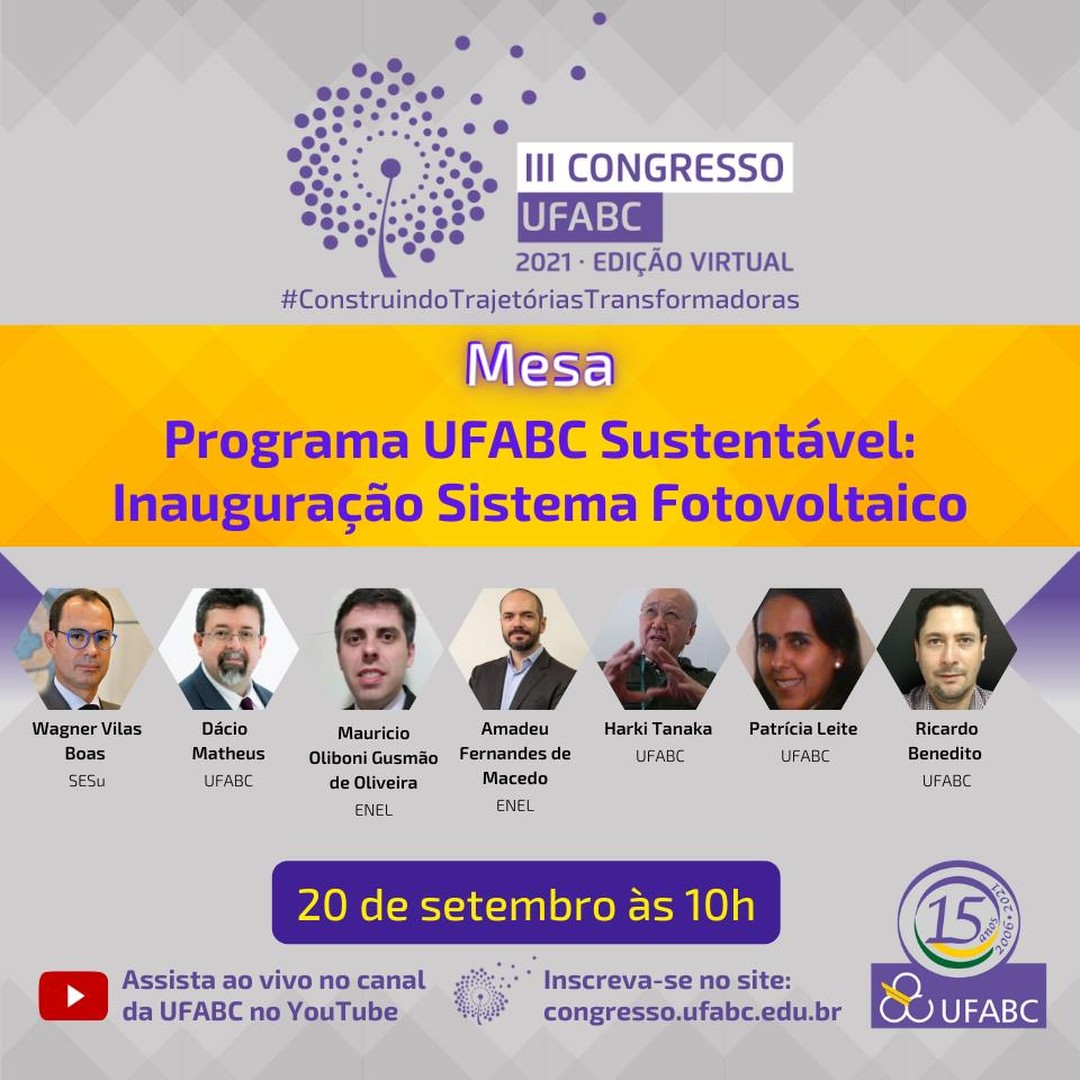 III CONGRESSO
UFABC
2021 · EDIÇÃO VIRTUAL
#ConstruindoTrajetóriasTransformadoras
Mesa
Programa UFABC Sustentável:
Inauguração Sistema Fotovoltaico
Wagner Vilas
Boas
SESu
Dácio
Matheus
UFABC
Mauricio
Oliboni Gusmão
de Oliveira
ENEL
Amadeu
Fernandes de
Macedo
ENEL
Harki Tanaka
UFABC
Patrícia Leite
UFABC
Ricardo
Benedito
UFABC
20 de setembro às 10h
Assista ao vivo no canal
da UFABC no YouTube
Inscreva-se no site:
congresso.ufabc.edu.br
15
anos
2006 • 2021
UFABC